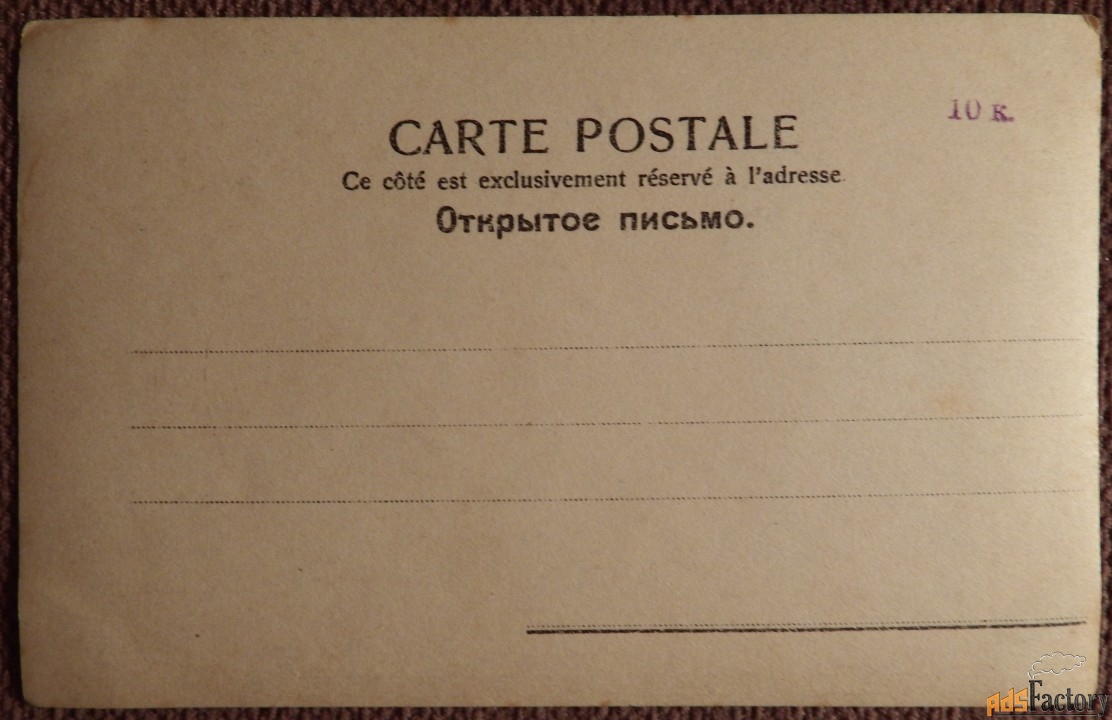 10 к.
CARTE POSTALE
Ce côté est exclusivement réservé à l'adresse.
Открытое письмо.
AdsFactory